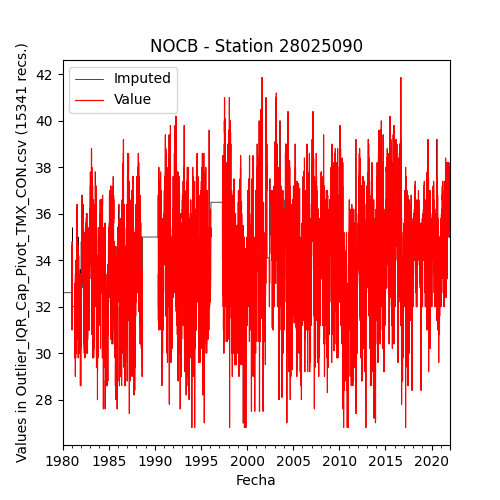 NOCB - Station 28025090
Imputed
Value
Values in Outlier_IQR_Cap_Pivot_TMX_CON.csv (15341 recs.)
42
40
38
36
34
32
30
28
1980 1985 1990 1995 2000 2005 2010 2015 2020
Fecha